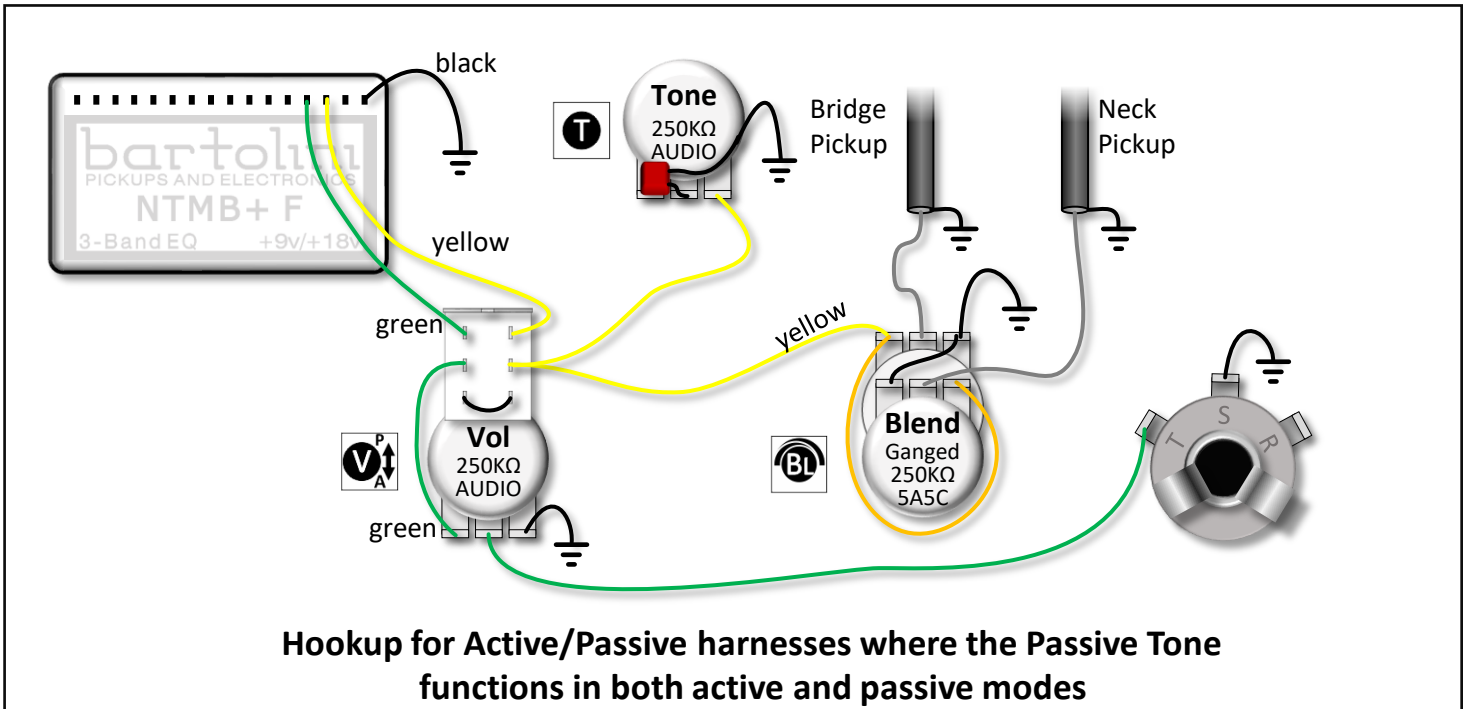 black
bartolini
PICKUPS AND ELECTRONICS
NTMB+ F
3-Band EQ +9v/+18v
T
Tone
250KΩ
AUDIO
Bridge
Pickup
Neck
Pickup
yellow
green
yellow
V
P
A
Vol
250KΩ
AUDIO
green
BL
Blend
Ganged
250KΩ
5A5C
T S R
Hookup for Active/Passive harnesses where the Passive Tone
functions in both active and passive modes